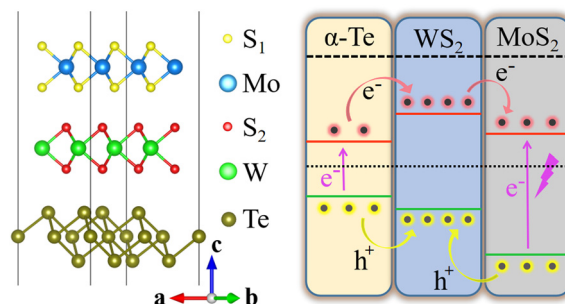 S₁
Mo
S₂
W
Te
c
a
b
α-Te
WS₂
MoS₂
e⁻
e⁻
e⁻
e⁻
h⁺
h⁺